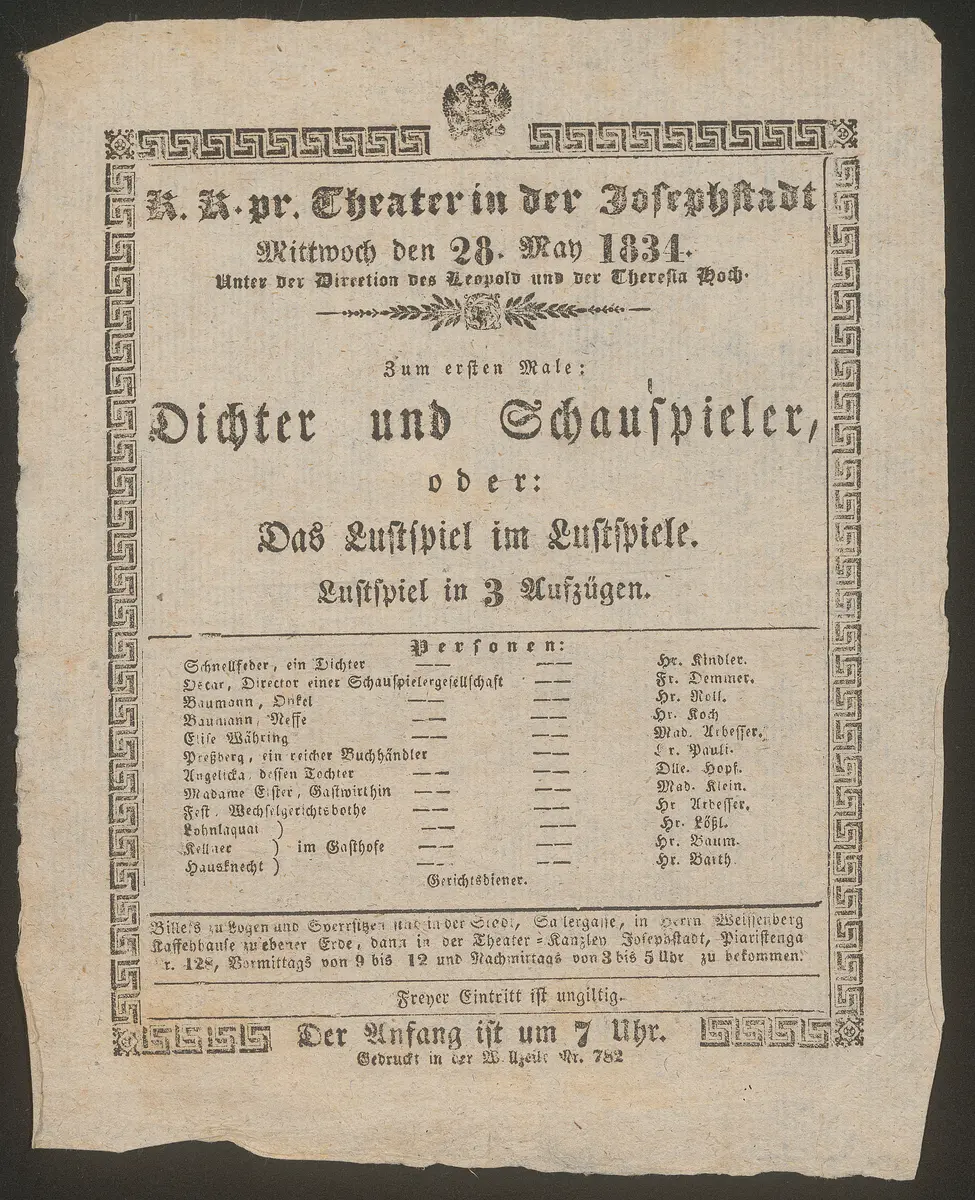 K. K. pr. Theater in der Josephstadt
Mittwoch den 28. May 1834.
Unter der Direction des Leopold und der Theresia Hoch.
Zum ersten Male:
Dichter und Schauspieler,
oder:
Das Lustspiel im Lustspiele.
Lustspiel in 3 Aufzügen.
Personen:
Schnellfeder, ein Dichter —— —— Hr. Kindler.
Oscar, Director einer Schauspielergesellschaft —— Fr. Demmer.
Baumann, Onkel —— —— Hr. Roll.
Baumann, Neffe —— —— Hr. Koch
Elise Währing —— —— Mad. Arbesser.
Preßberg, ein reicher Buchhändler —— Hr. Pauli.
Angelicka, dessen Tochter —— —— Dlle. Hopf.
Madame Elster, Gastwirthin —— —— Mad. Klein.
Fest, Wechselgerichtsbothe —— —— Hr Arbesser.
Lohnlaquai ) —— —— Hr. Lößl.
Kellner ) im Gasthofe —— —— Hr. Baum.
Hausknecht ) —— —— Hr. Barth.
Gerichtsdiener.
Billets zu Logen und Sperrsitzen sind in der Stadt, Sailergasse, in Herrn Weissenberg
Kaffehhause zu ebener Erde, dann in der Theater=Kanzley Josephstadt, Piaristenga
r. 128, Vormittags von 9 bis 12 und Nachmittags von 3 bis 5 Uhr zu bekommen.
Freyer Eintritt ist ungiltig.
Der Anfang ist um 7 Uhr.
Gedruckt in der Nr. 782